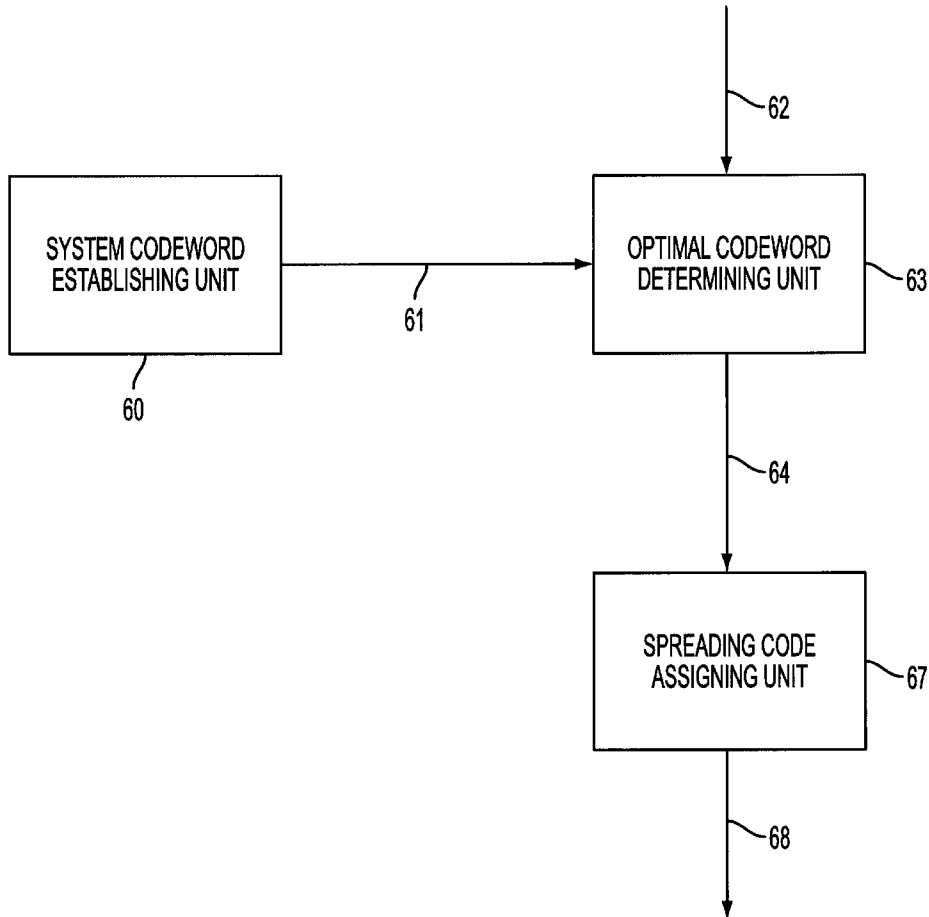 62
SYSTEM CODEWORD
ESTABLISHING UNIT
OPTIMAL CODEWORD
DETERMINING UNIT
63
61
60
64
SPREADING CODE
ASSIGNING UNIT
67
68